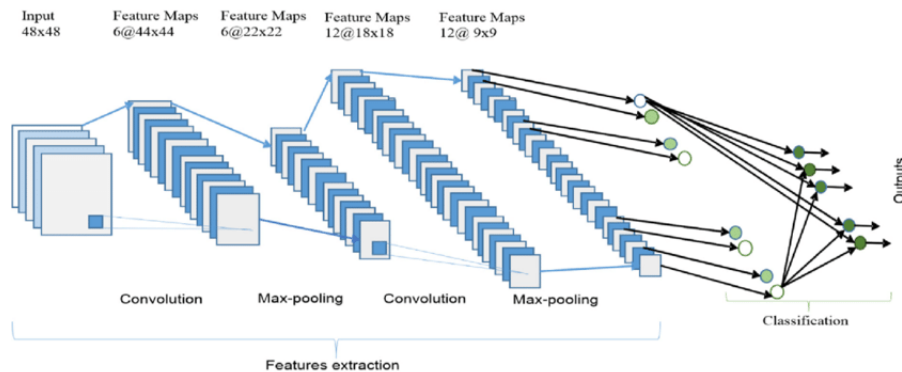 Input
48x48
Feature Maps
6@44x44
Feature Maps
6@22x22
Feature Maps
12@18x18
Feature Maps
12@ 9x9
Outputs
Convolution
Max-pooling
Convolution
Max-pooling
Classification
Features extraction